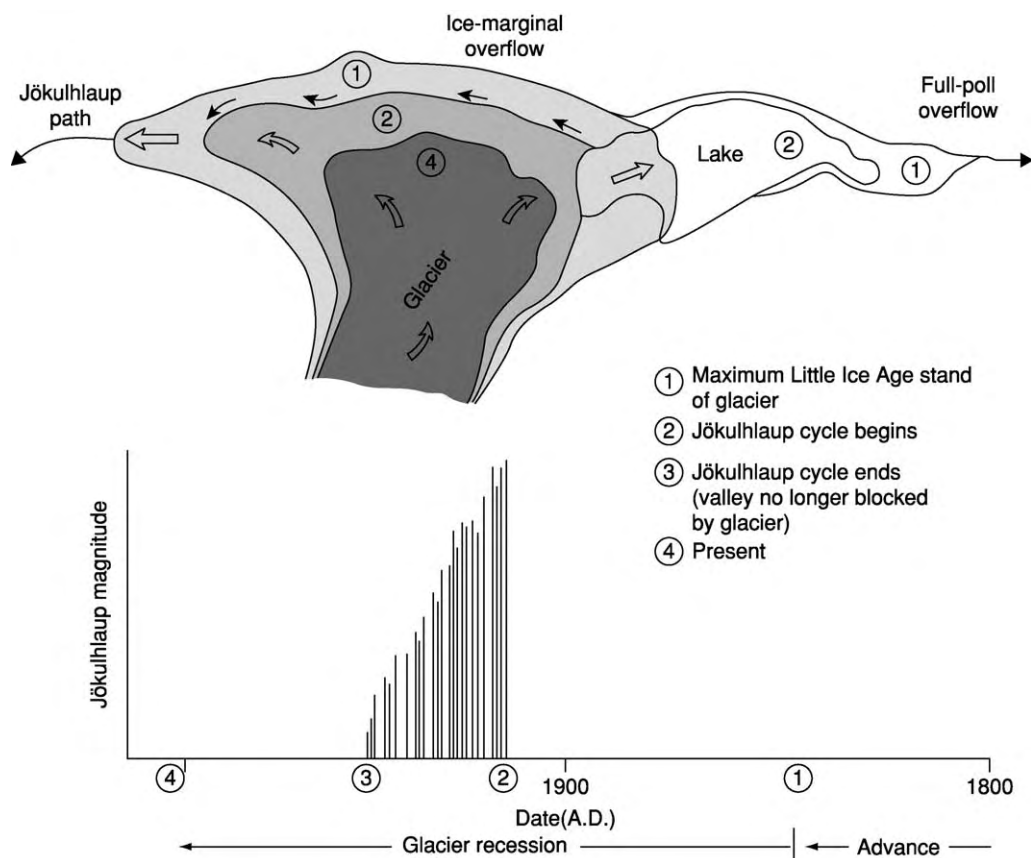 Ice-marginal
overflow
Jökulhlaup
path
Full-poll
overflow
1
2
4
Lake
2
1
Glacier
1 Maximum Little Ice Age stand
of glacier
2 Jökulhlaup cycle begins
3 Jökulhlaup cycle ends
(valley no longer blocked
by glacier)
4 Present
Jökulhlaup magnitude
4 3 2 1
1900 1800
Date(A.D.)
Glacier recession Advance